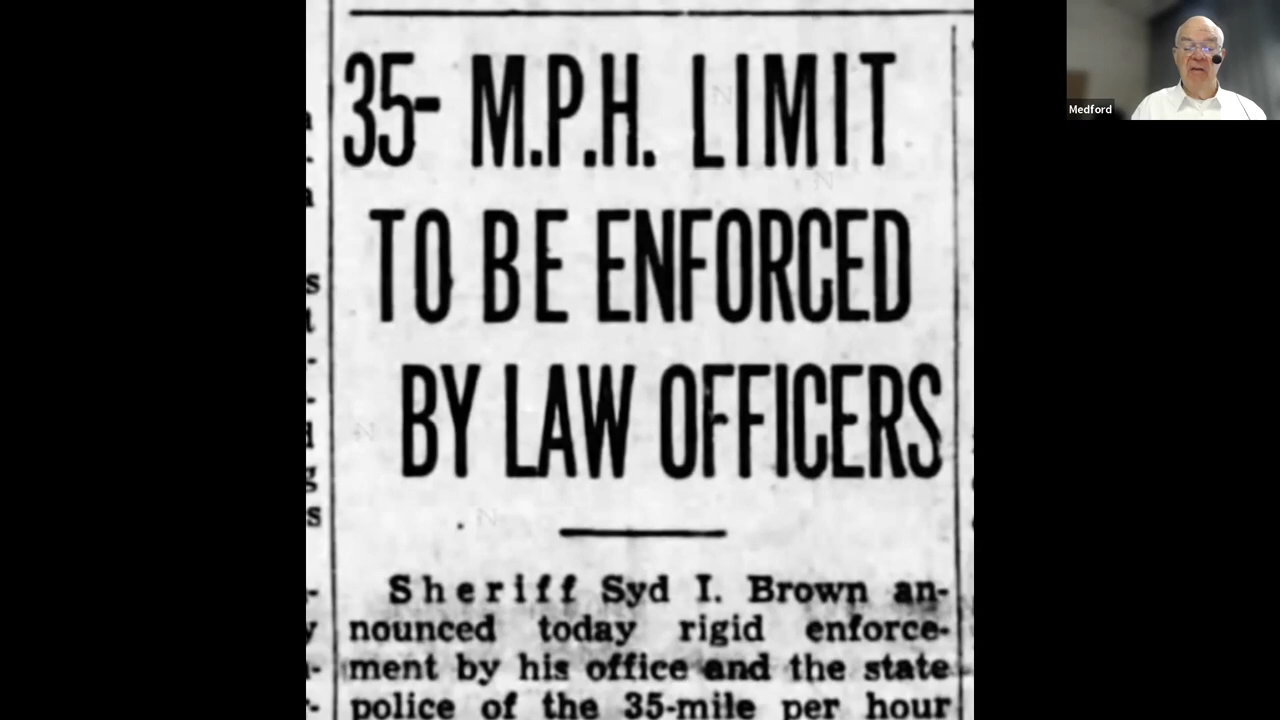 35- M.P.H. LIMIT
TO BE ENFORCED
BY LAW OFFICERS
Sheriff Syd I. Brown an-
nounced today rigid enforce-
ment by his office and the state
police of the 35-mile per hour
Medford